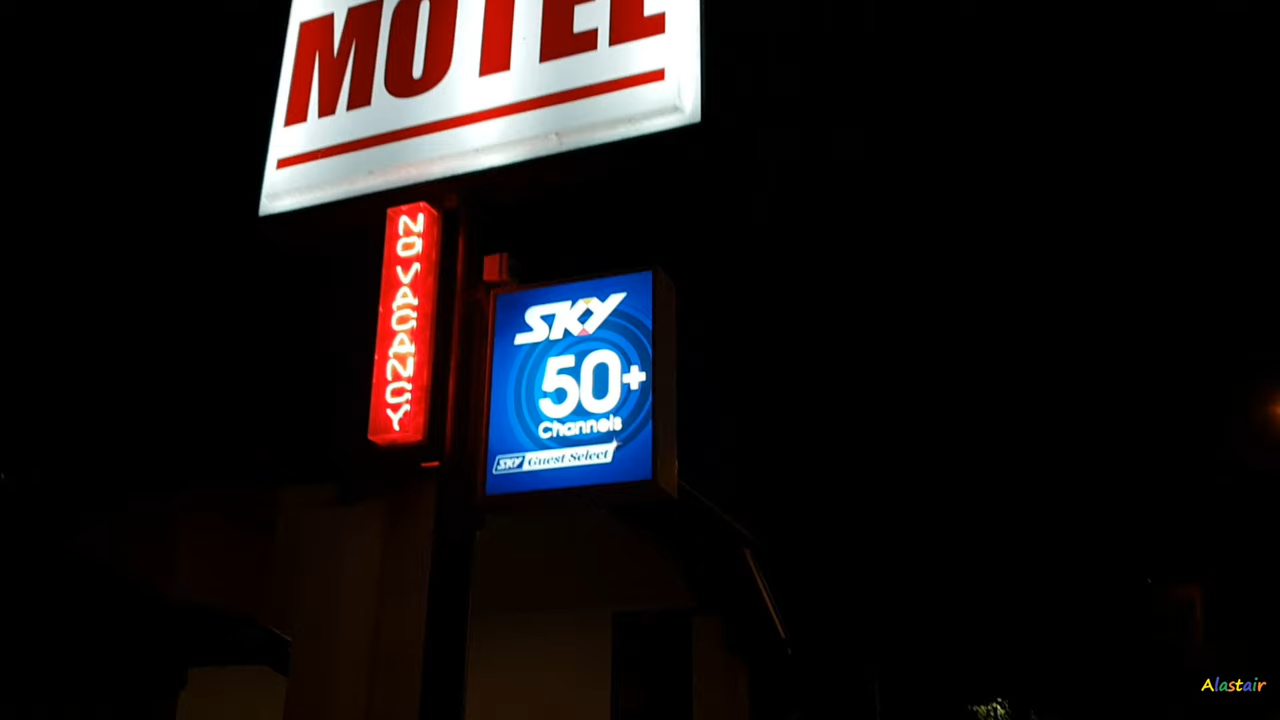 MOTEL
NO VACANCY
SKY
50+
Channels
SKY Guest Select
Alastair